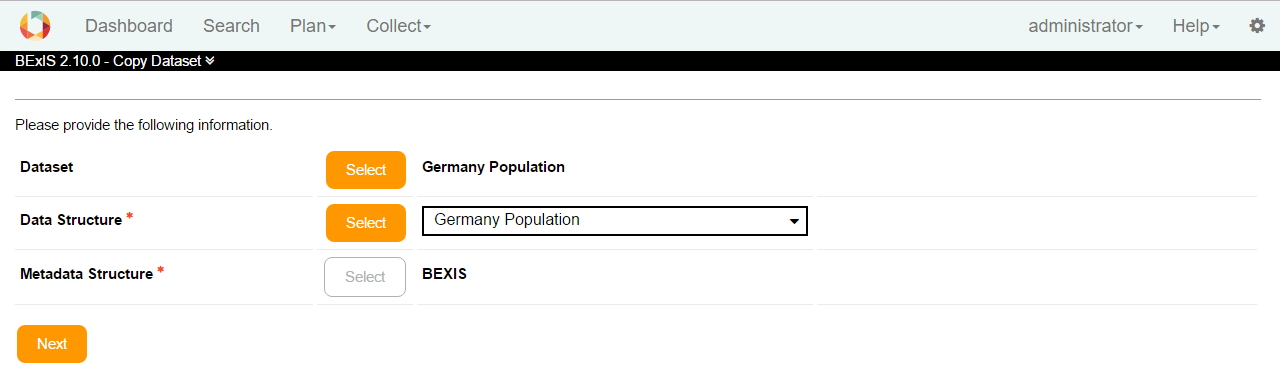 Dashboard Search Plan Collect administrator Help
BExIS 2.10.0 - Copy Dataset
Please provide the following information.
Dataset Select Germany Population
Data Structure * Select Germany Population
Metadata Structure * Select BEXIS
Next